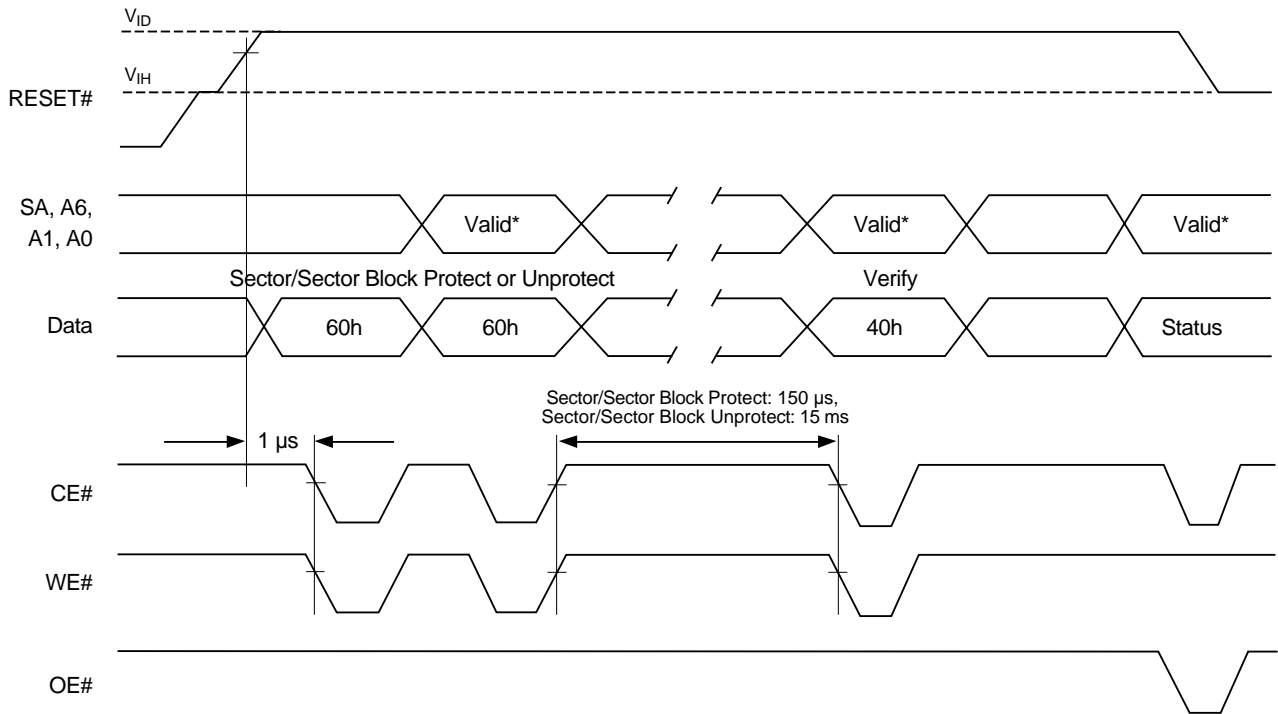 VID
VIH
RESET#
SA, A6,
A1, A0
Valid*
Valid*
Valid*
Sector/Sector Block Protect or Unprotect
Verify
Data
60h
60h
40h
Status
Sector/Sector Block Protect: 150 µs,
Sector/Sector Block Unprotect: 15 ms
1 µs
CE#
WE#
OE#